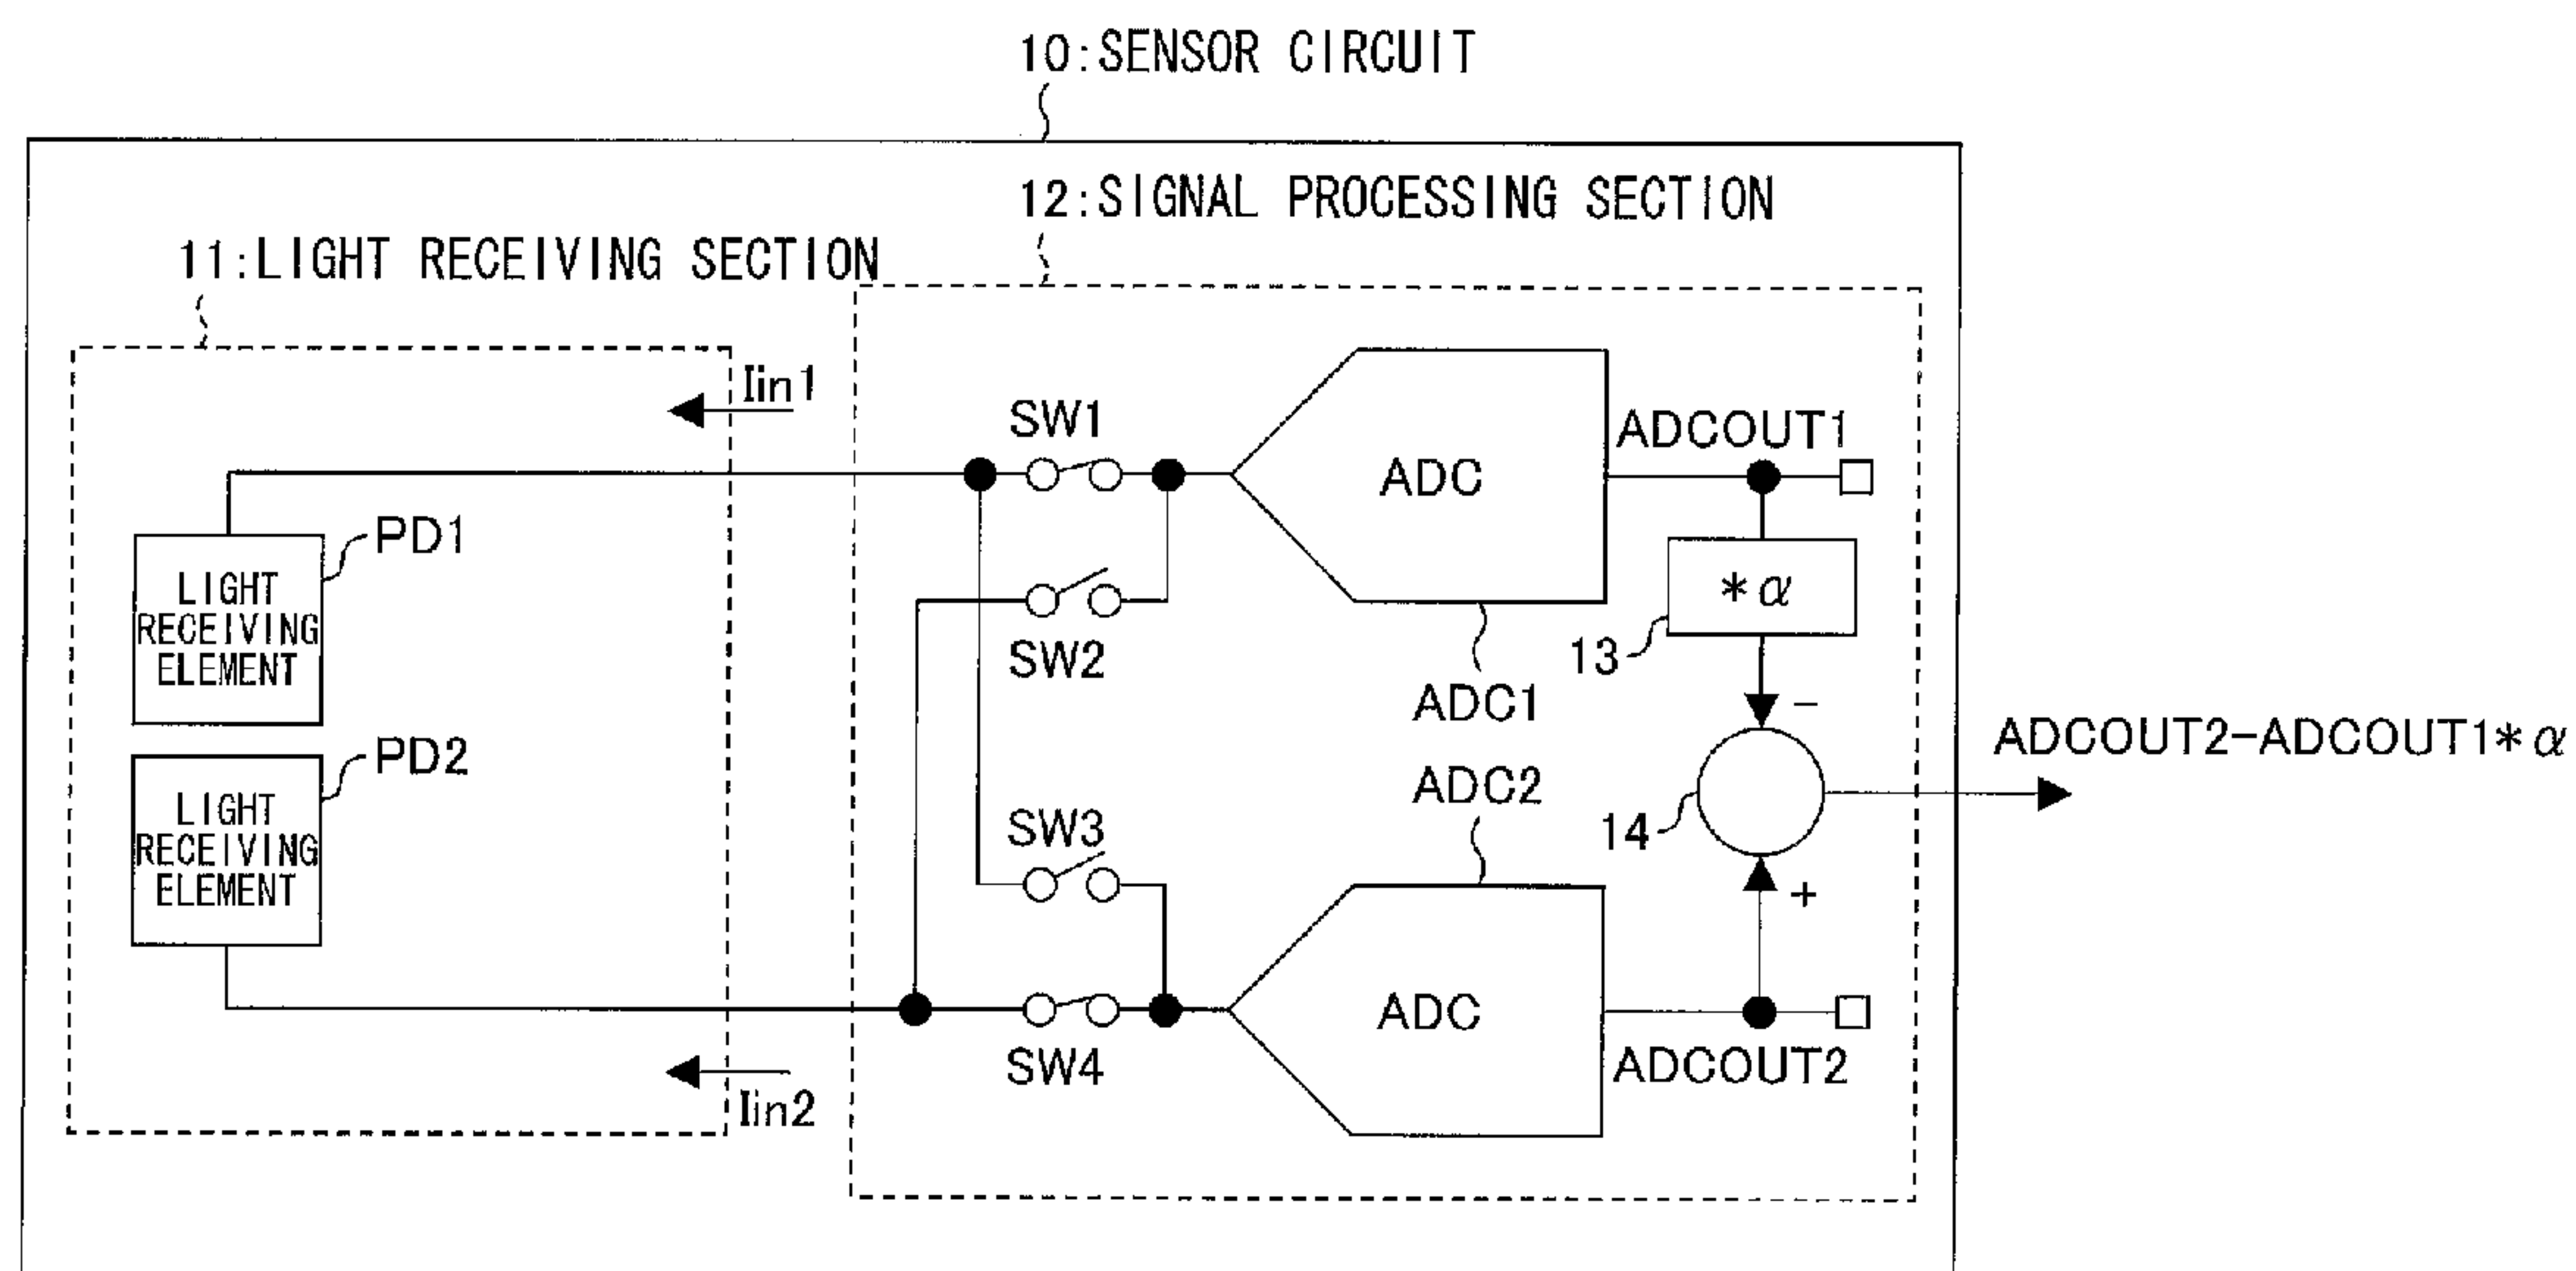 10:SENSOR CIRCUIT
12:SIGNAL PROCESSING SECTION
11:LIGHT RECEIVING SECTION
Iin1
SW1
ADC
ADCOUT1
PD1
LIGHT
RECEIVING
ELEMENT
*α
13
SW2
ADC1
-
PD2
LIGHT
RECEIVING
ELEMENT
ADC2
ADCOUT2-ADCOUT1*α
SW3
14
+
ADC
SW4
ADCOUT2
Iin2